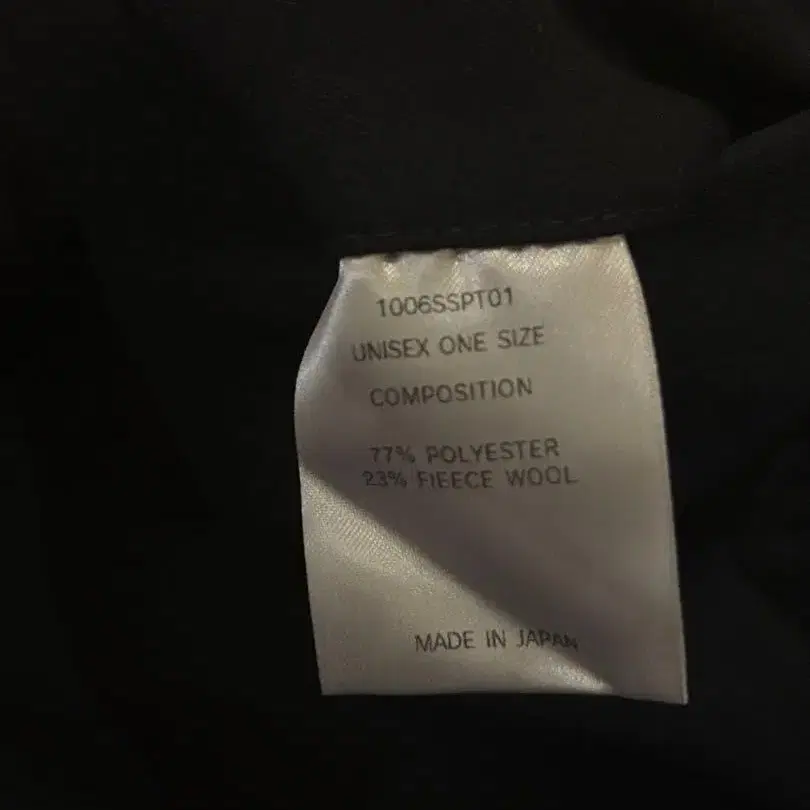 1006SSPT01
UNISEX ONE SIZE
COMPOSITION
77% POLYESTER
23% FIEECE WOOL
MADE IN JAPAN